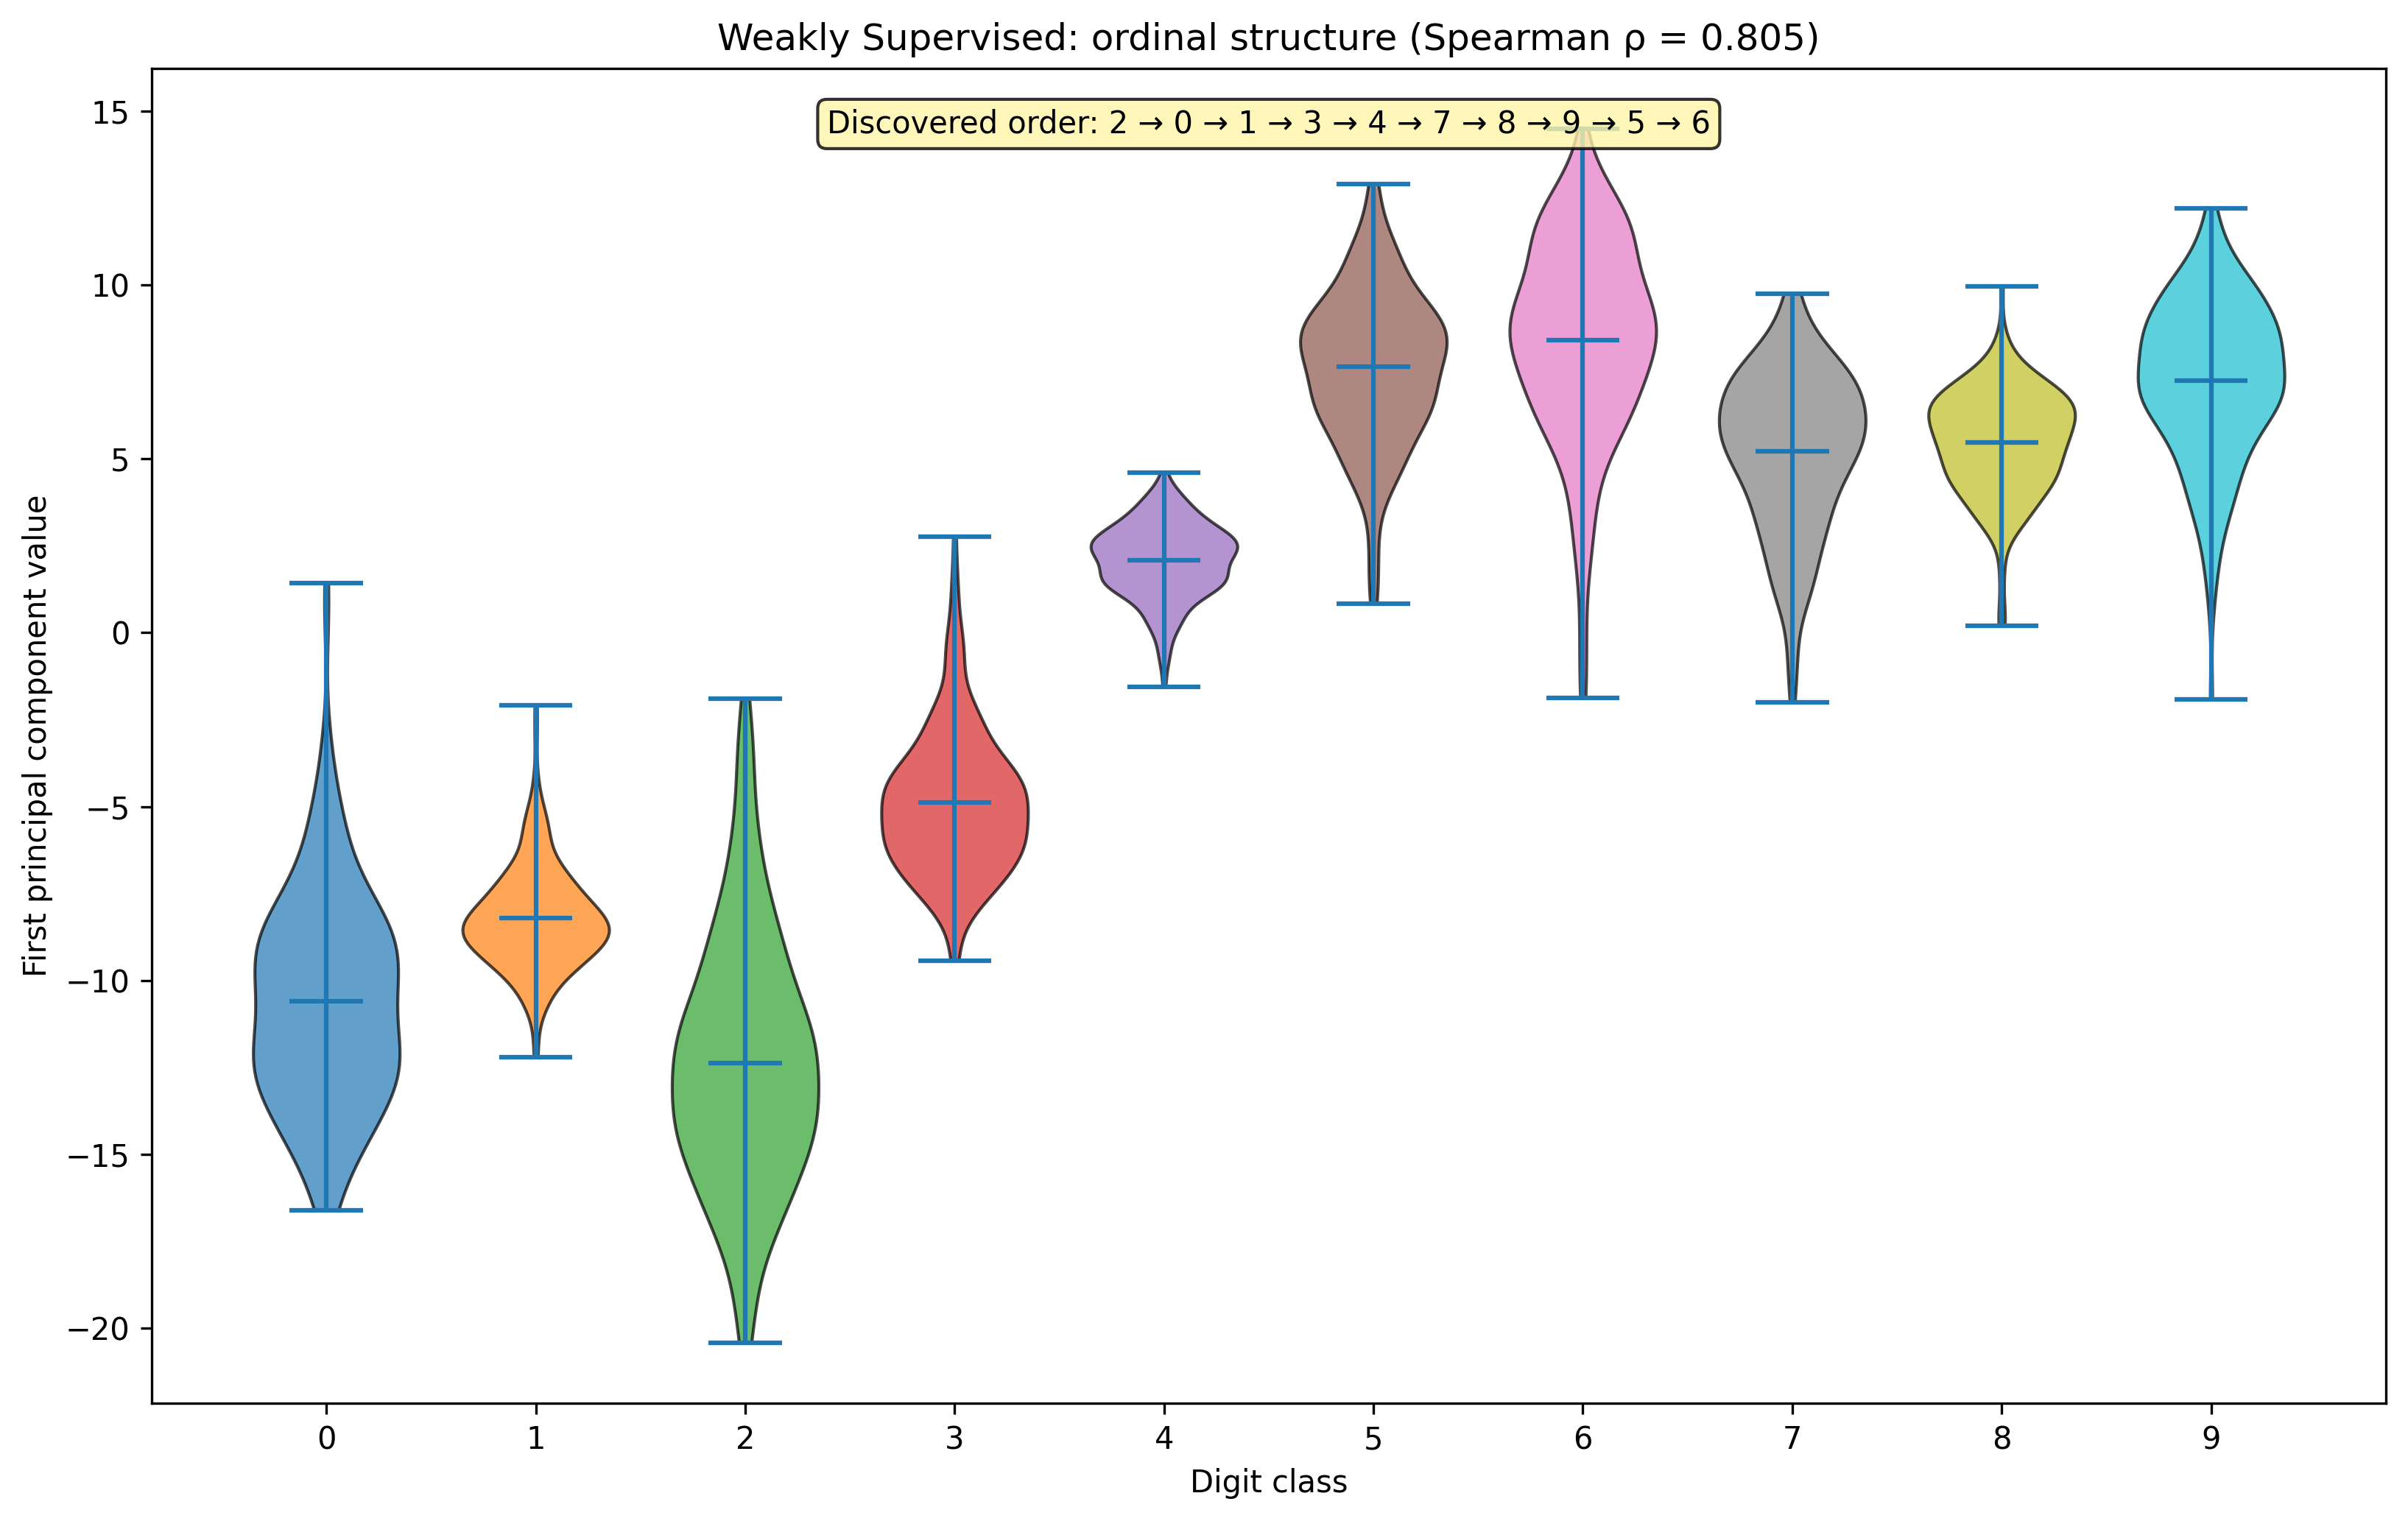 Weakly Supervised: ordinal structure (Spearman ρ = 0.805)
Discovered order: 2 → 0 → 1 → 3 → 4 → 7 → 8 → 9 → 5 → 6
First principal component value
15
10
5
0
−5
−10
−15
−20
0 1 2 3 4 5 6 7 8 9
Digit class